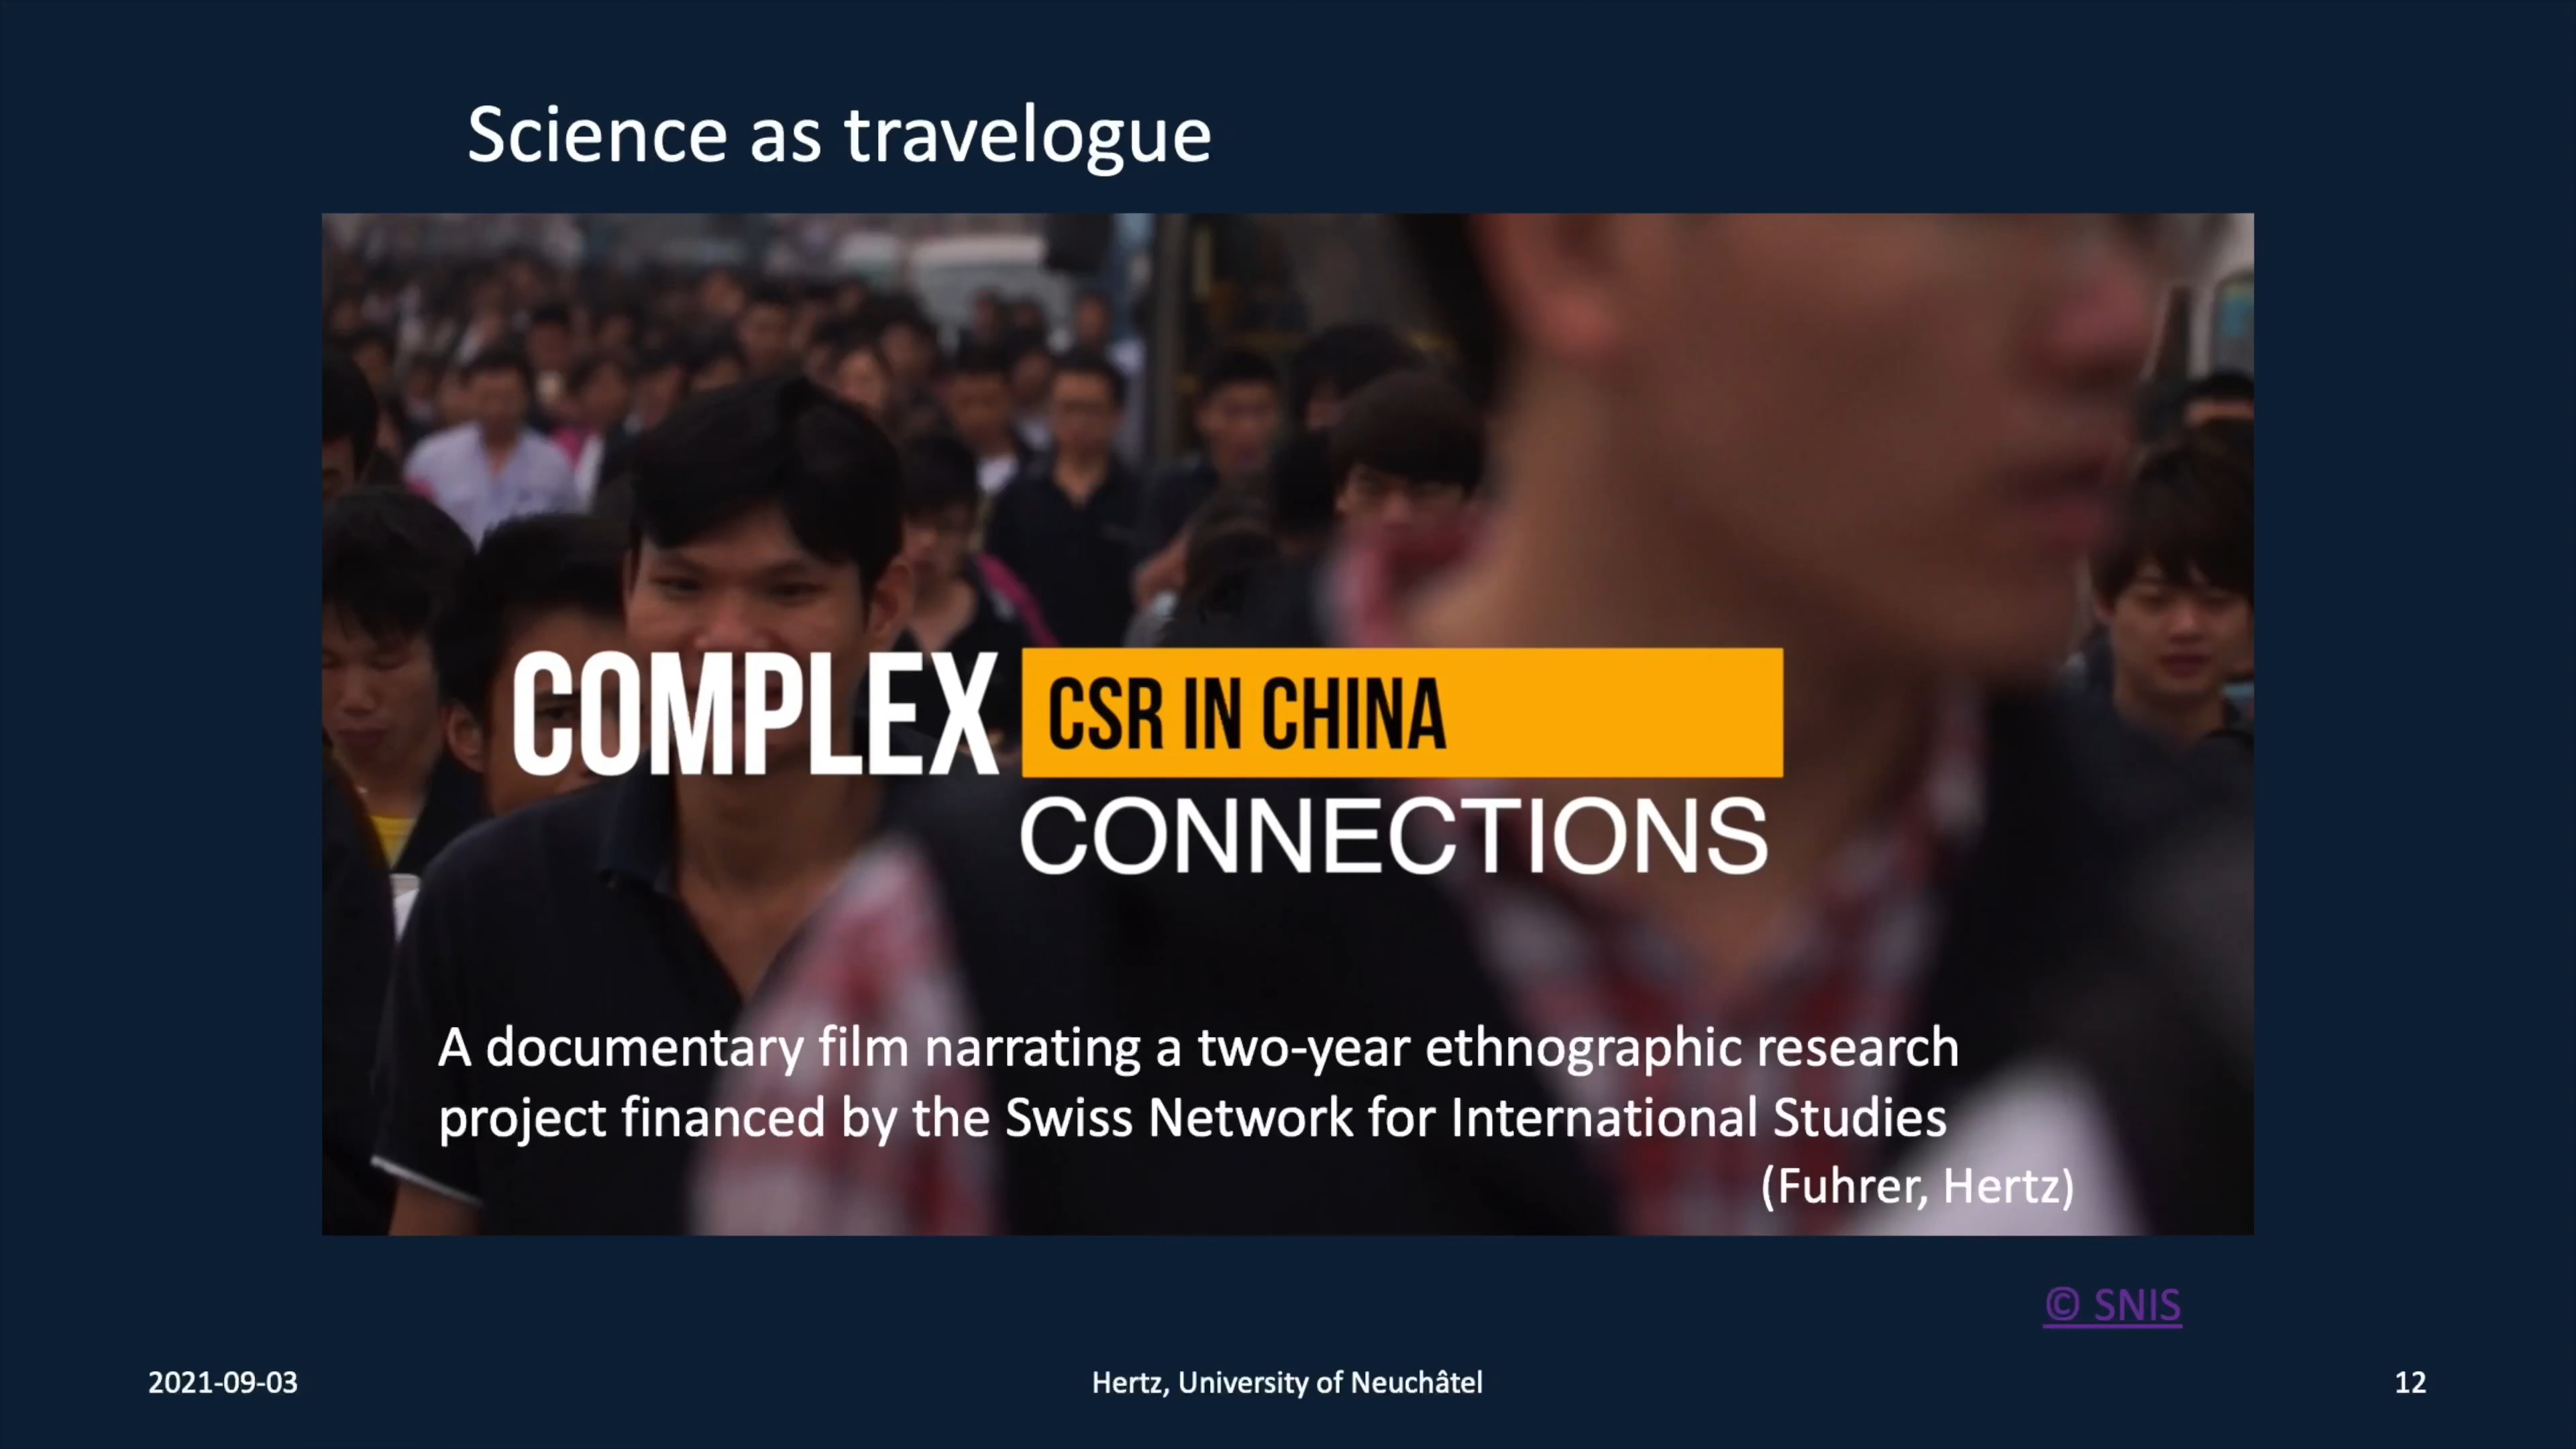 Science as travelogue
COMPLEX CSR IN CHINA
CONNECTIONS
A documentary film narrating a two-year ethnographic research
project financed by the Swiss Network for International Studies
(Fuhrer, Hertz)
© SNIS
2021-09-03 Hertz, University of Neuchâtel 12